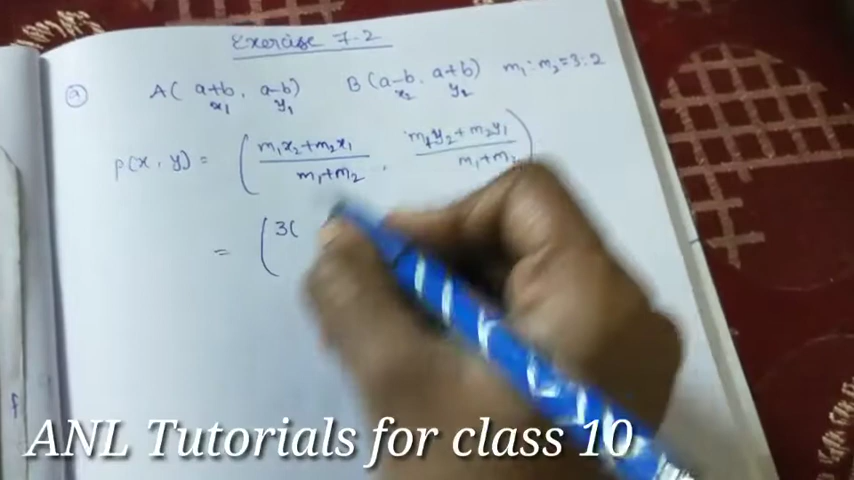 Exercise 7.2
9 A( a+b , a-b) B (a-b, a+b) m₁:m₂=3:2
x₁ y₁ x₂ y₂
P(x, y) = ( m₁x₂+m₂x₁ / m₁+m₂ , m₁y₂+m₂y₁ / m₁+m₂ )
= ( 3(
ANL Tutorials for class 10